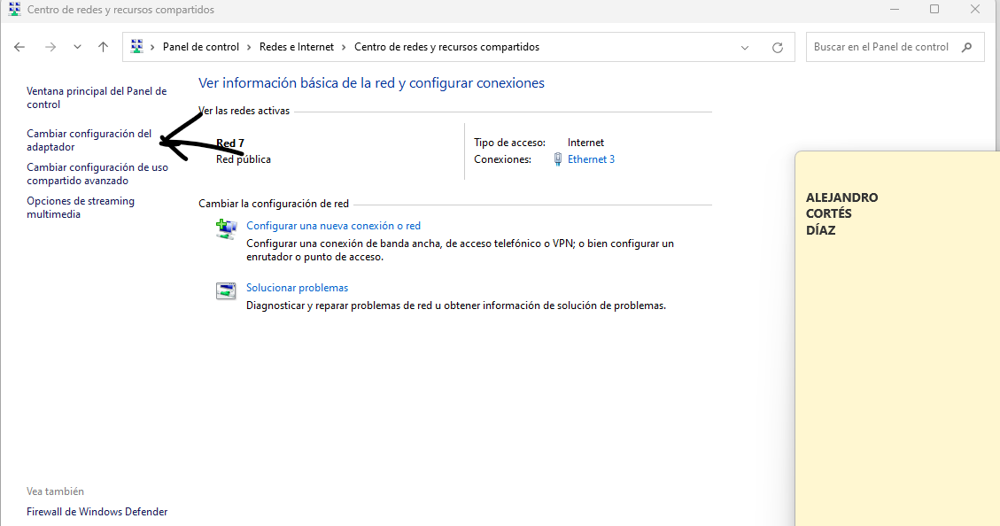 Centro de redes y recursos compartidos
Panel de control > Redes e Internet > Centro de redes y recursos compartidos
Buscar en el Panel de control
Ventana principal del Panel de
control
Cambiar configuración del
adaptador
Cambiar configuración de uso
compartido avanzado
Opciones de streaming
multimedia
Ver información básica de la red y configurar conexiones
Ver las redes activas
Red 7
Red pública
Tipo de acceso: Internet
Conexiones: Ethernet 3
Cambiar la configuración de red
Configurar una nueva conexión o red
Configurar una conexión de banda ancha, de acceso telefónico o VPN; o bien configurar un
enrutador o punto de acceso.
Solucionar problemas
Diagnosticar y reparar problemas de red u obtener información de solución de problemas.
ALEJANDRO
CORTÉS
DÍAZ
Vea también
Firewall de Windows Defender